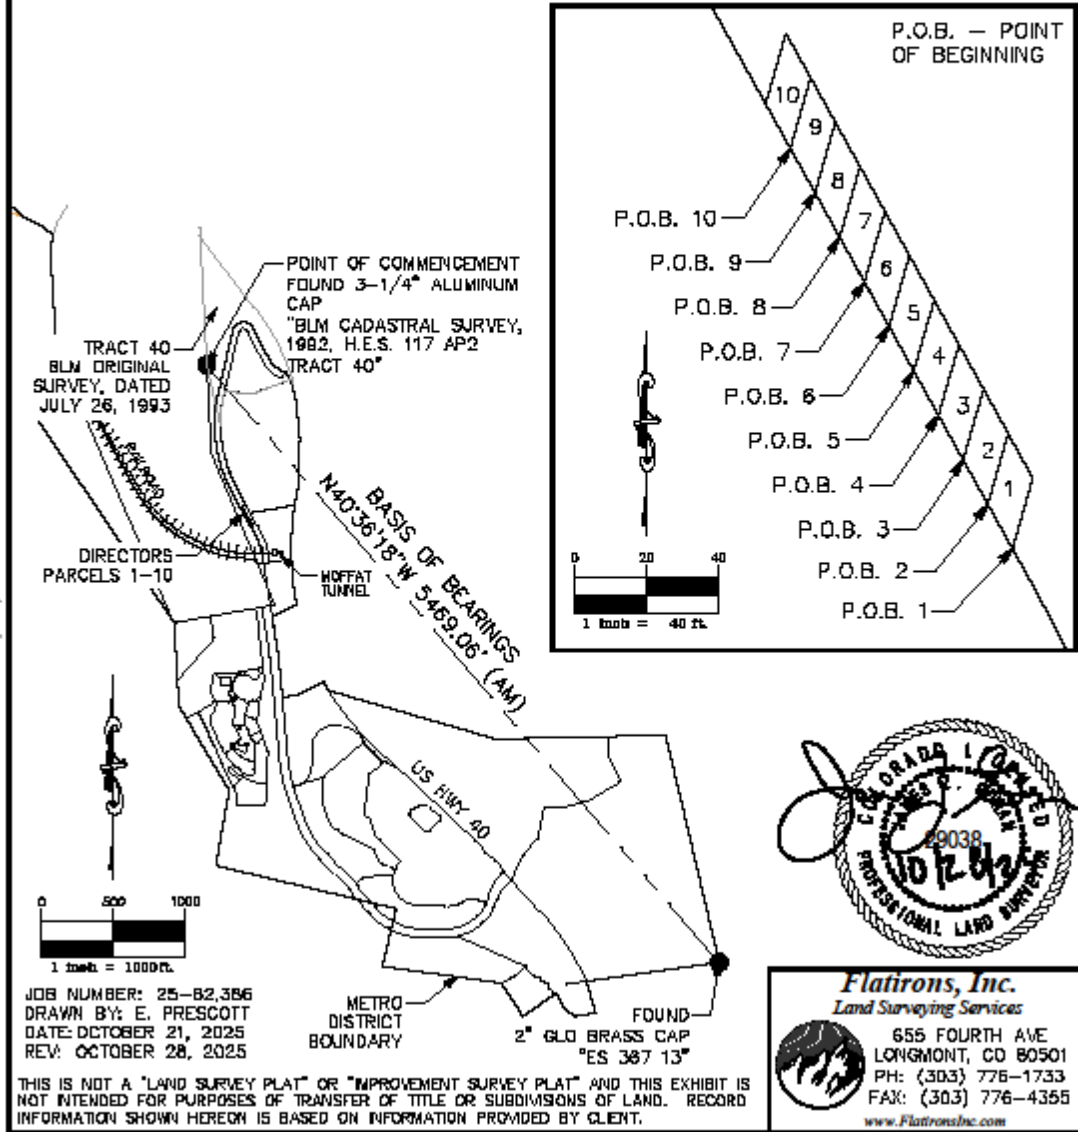 P.O.B. – POINT
OF BEGINNING
10
9
8
7
6
5
4
3
2
1
P.O.B. 10
P.O.B. 9
P.O.B. 8
P.O.B. 7
P.O.B. 6
P.O.B. 5
P.O.B. 4
P.O.B. 3
P.O.B. 2
P.O.B. 1
0 20 40
1 inch = 40 ft.
POINT OF COMMENCEMENT
FOUND 3-1/4" ALUMINUM
CAP
"BLM CADASTRAL SURVEY,
1992, H.E.S. 117 AP2
TRACT 40"
TRACT 40
BLM ORIGINAL
SURVEY, DATED
JULY 26, 1993
DIRECTORS
PARCELS 1-10
MOFFAT
TUNNEL
BASIS OF BEARINGS
N40°36'18"W 5469.06' (AM)
US HWY 40
0 500 1000
1 inch = 1000ft.
JOB NUMBER: 25-82,386
DRAWN BY: E. PRESCOTT
DATE: OCTOBER 21, 2025
REV: OCTOBER 28, 2025
METRO
DISTRICT
BOUNDARY
FOUND
2" GLO BRASS CAP
"ES 367 13"
COLORADO
29038
PROFESSIONAL LAND SURVEYOR
THIS IS NOT A "LAND SURVEY PLAT" OR "IMPROVEMENT SURVEY PLAT" AND THIS EXHIBIT IS
NOT INTENDED FOR PURPOSES OF TRANSFER OF TITLE OR SUBDIVISIONS OF LAND. RECORD
INFORMATION SHOWN HEREON IS BASED ON INFORMATION PROVIDED BY CLIENT.
Flatirons, Inc.
Land Surveying Services
655 FOURTH AVE
LONGMONT, CO 80501
PH: (303) 776-1733
FAX: (303) 776-4355
www.FlatironsInc.com